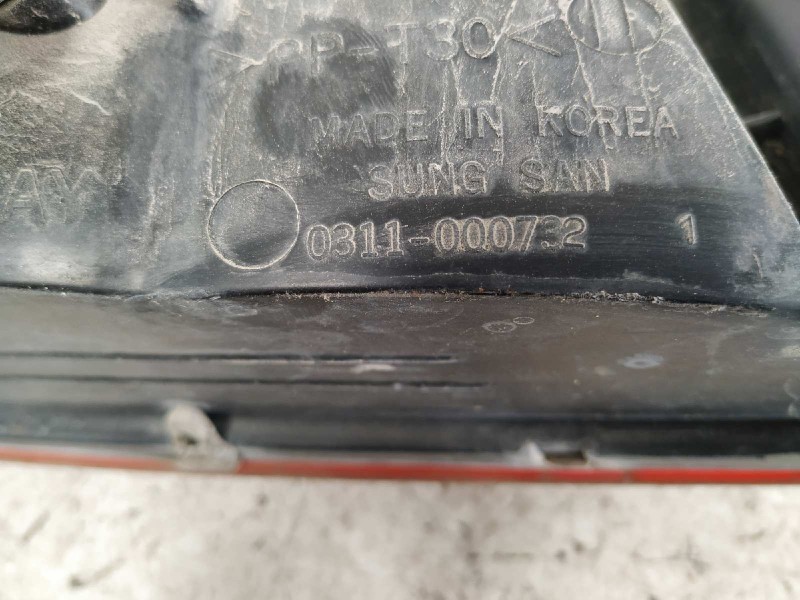 >PP-T30<
MADE IN KOREA
SUNG SAN
0311-000732 1